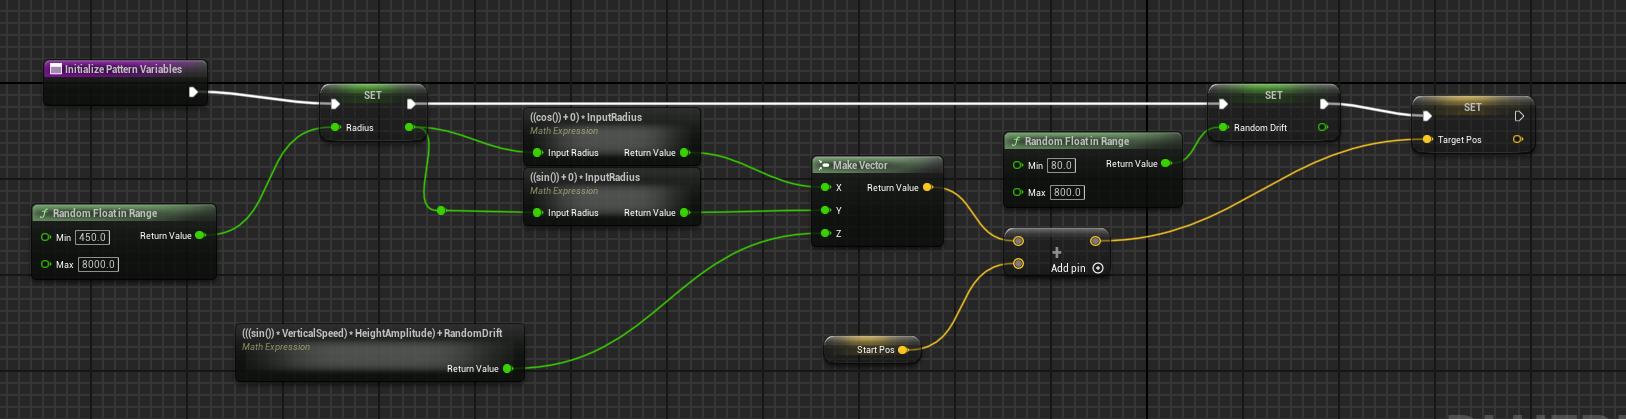 Initialize Pattern Variables
SET
Radius
Random Float in Range
Min 450.0
Return Value
Max 8000.0
((cos())+0)*InputRadius
Math Expression
Input Radius
Return Value
((sin())+0)*InputRadius
Math Expression
Input Radius
Return Value
(((sin())*VerticalSpeed)*HeightAmplitude)+RandomDrift
Math Expression
Return Value
Make Vector
X
Return Value
Y
Z
Start Pos
+
Add pin
Random Float in Range
Min 80.0
Return Value
Max 800.0
SET
Random Drift
SET
Target Pos